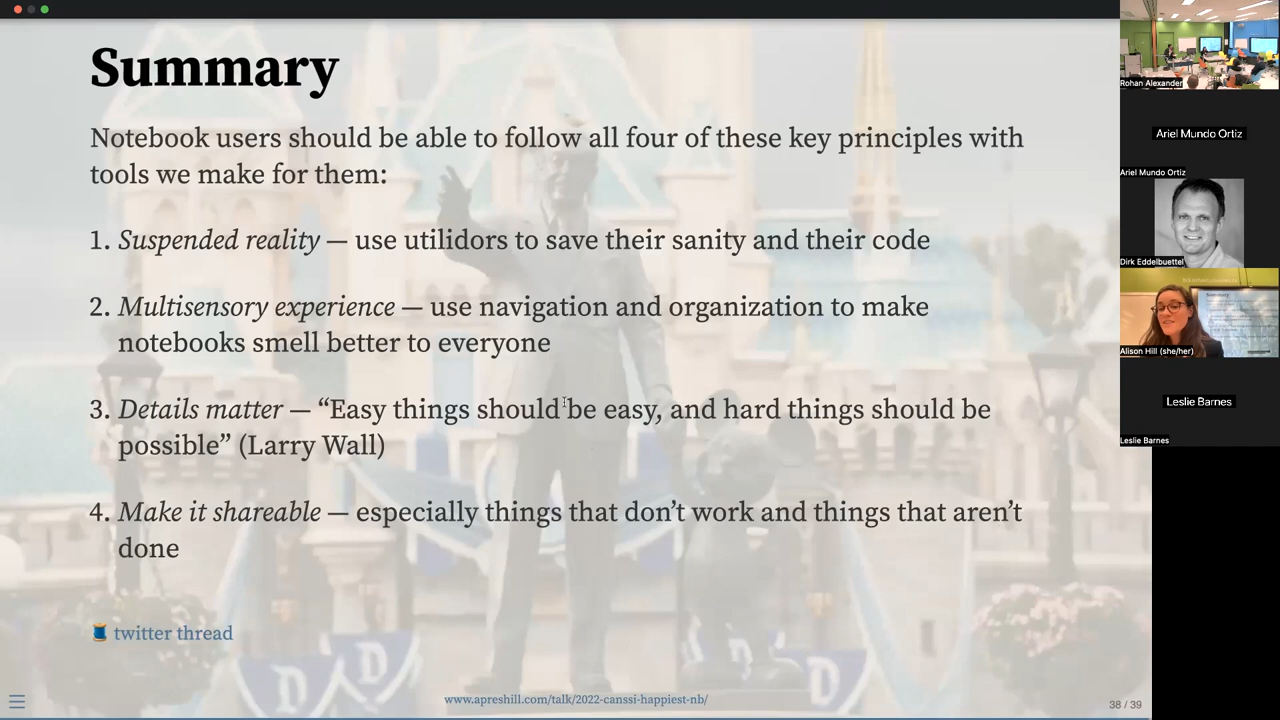 Summary
Notebook users should be able to follow all four of these key principles with
tools we make for them:
1. Suspended reality — use utilidors to save their sanity and their code
2. Multisensory experience — use navigation and organization to make
notebooks smell better to everyone
3. Details matter — “Easy things should be easy, and hard things should be
possible” (Larry Wall)
4. Make it shareable — especially things that don’t work and things that aren’t
done
twitter thread
D
D
D
www.apreshill.com/talk/2022-canssi-happiest-nb/
38 / 39
Rohan Alexander
Ariel Mundo Ortiz
Ariel Mundo Ortiz
Dirk Eddelbuettel
Summary
Alison Hill (she/her)
Leslie Barnes
Leslie Barnes